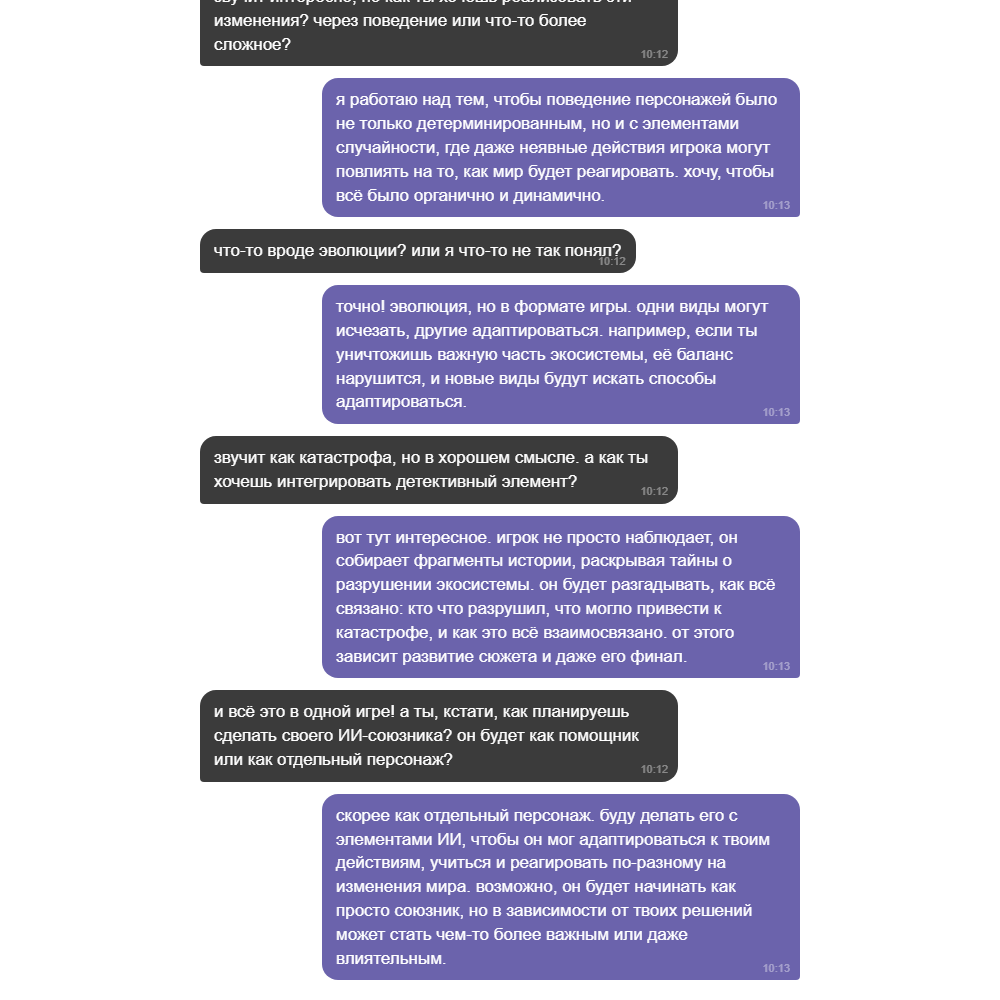 изменения? через поведение или что-то более
сложное?
10:12
я работаю над тем, чтобы поведение персонажей было
не только детерминированным, но и с элементами
случайности, где даже неявные действия игрока могут
повлиять на то, как мир будет реагировать. хочу, чтобы
всё было органично и динамично.
10:13
что-то вроде эволюции? или я что-то не так понял?
10:12
точно! эволюция, но в формате игры. одни виды могут
исчезать, другие адаптироваться. например, если ты
уничтожишь важную часть экосистемы, её баланс
нарушится, и новые виды будут искать способы
адаптироваться.
10:13
звучит как катастрофа, но в хорошем смысле. а как ты
хочешь интегрировать детективный элемент?
10:12
вот тут интересное. игрок не просто наблюдает, он
собирает фрагменты истории, раскрывая тайны о
разрушении экосистемы. он будет разгадывать, как всё
связано: кто что разрушил, что могло привести к
катастрофе, и как это всё взаимосвязано. от этого
зависит развитие сюжета и даже его финал.
10:13
и всё это в одной игре! а ты, кстати, как планируешь
сделать своего ИИ-союзника? он будет как помощник
или как отдельный персонаж?
10:12
скорее как отдельный персонаж. буду делать его с
элементами ИИ, чтобы он мог адаптироваться к твоим
действиям, учиться и реагировать по-разному на
изменения мира. возможно, он будет начинать как
просто союзник, но в зависимости от твоих решений
может стать чем-то более важным или даже
влиятельным.
10:13